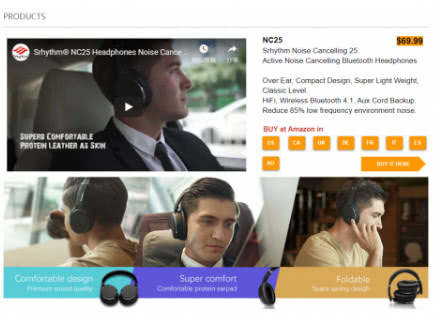 PRODUCTS
Srhythm® NC25 Headphones Noise Cance...
SUPERB COMFORTABLE
PROTEIN LEATHER AS SKIN
NC25
$69.99
Srhythm Noise Cancelling 25
Active Noise Cancelling Bluetooth Headphones
Over Ear, Compact Design, Super Light Weight,
Classic Level.
HiFi, Wireless Bluetooth 4.1, Aux Cord Backup.
Reduce 85% low frequency environment noise.
BUY at Amazon in
US CA UK DE FR IT ES
AU BUY IT HERE
Comfortable design
Premium sound quality
Super comfort
Comfortable protein earpad
Foldable
Space saving design